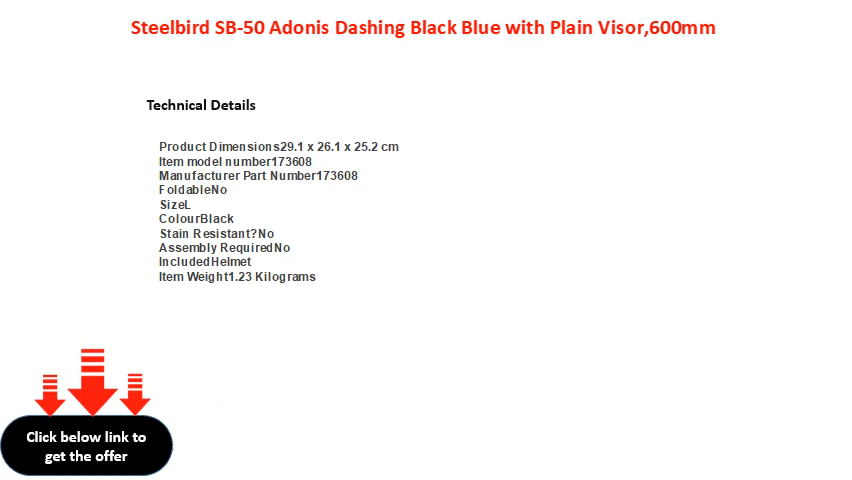 Steelbird SB-50 Adonis Dashing Black Blue with Plain Visor,600mm
Technical Details
Product Dimensions29.1 x 26.1 x 25.2 cm
Item model number173608
Manufacturer Part Number173608
FoldableNo
SizeL
ColourBlack
Stain Resistant?No
Assembly RequiredNo
IncludedHelmet
Item Weight1.23 Kilograms
Click below link to
get the offer